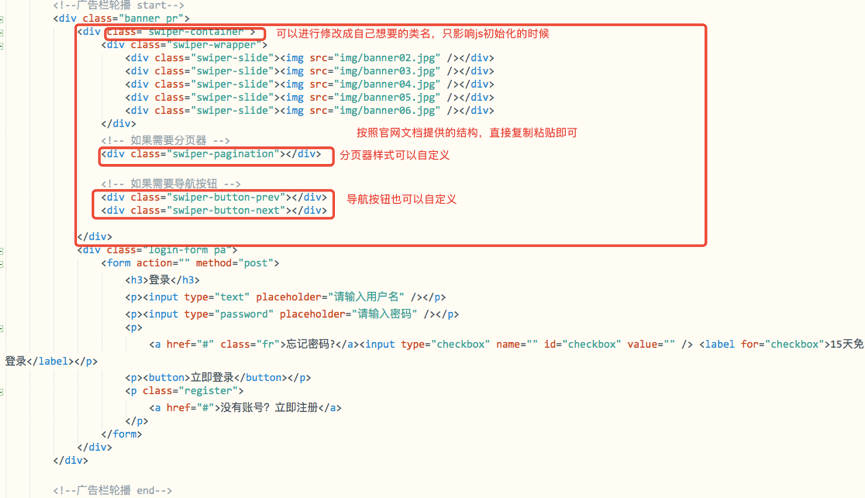 <!--广告栏轮播 start-->
<div class="banner pr">
<div class="swiper-container"> 可以进行修改成自己想要的类名，只影响js初始化的时候
<div class="swiper-wrapper">
<div class="swiper-slide"><img src="img/banner02.jpg" /></div>
<div class="swiper-slide"><img src="img/banner03.jpg" /></div>
<div class="swiper-slide"><img src="img/banner04.jpg" /></div>
<div class="swiper-slide"><img src="img/banner05.jpg" /></div>
<div class="swiper-slide"><img src="img/banner06.jpg" /></div>
</div>
按照官网文档提供的结构，直接复制粘贴即可
<!-- 如果需要分页器 -->
<div class="swiper-pagination"></div> 分页器样式可以自定义
<!-- 如果需要导航按钮 -->
<div class="swiper-button-prev"></div> 导航按钮也可以自定义
<div class="swiper-button-next"></div>
</div>
<div class="login-form pa">
<form action="" method="post">
<h3>登录</h3>
<p><input type="text" placeholder="请输入用户名" /></p>
<p><input type="password" placeholder="请输入密码" /></p>
<p>
<a href="#" class="fr">忘记密码?</a><input type="checkbox" name="" id="checkbox" value="" /> <label for="checkbox">15天免
登录</label></p>
<p><button>立即登录</button></p>
<p class="register">
<a href="#">没有账号？立即注册</a>
</p>
</form>
</div>
</div>
<!--广告栏轮播 end-->